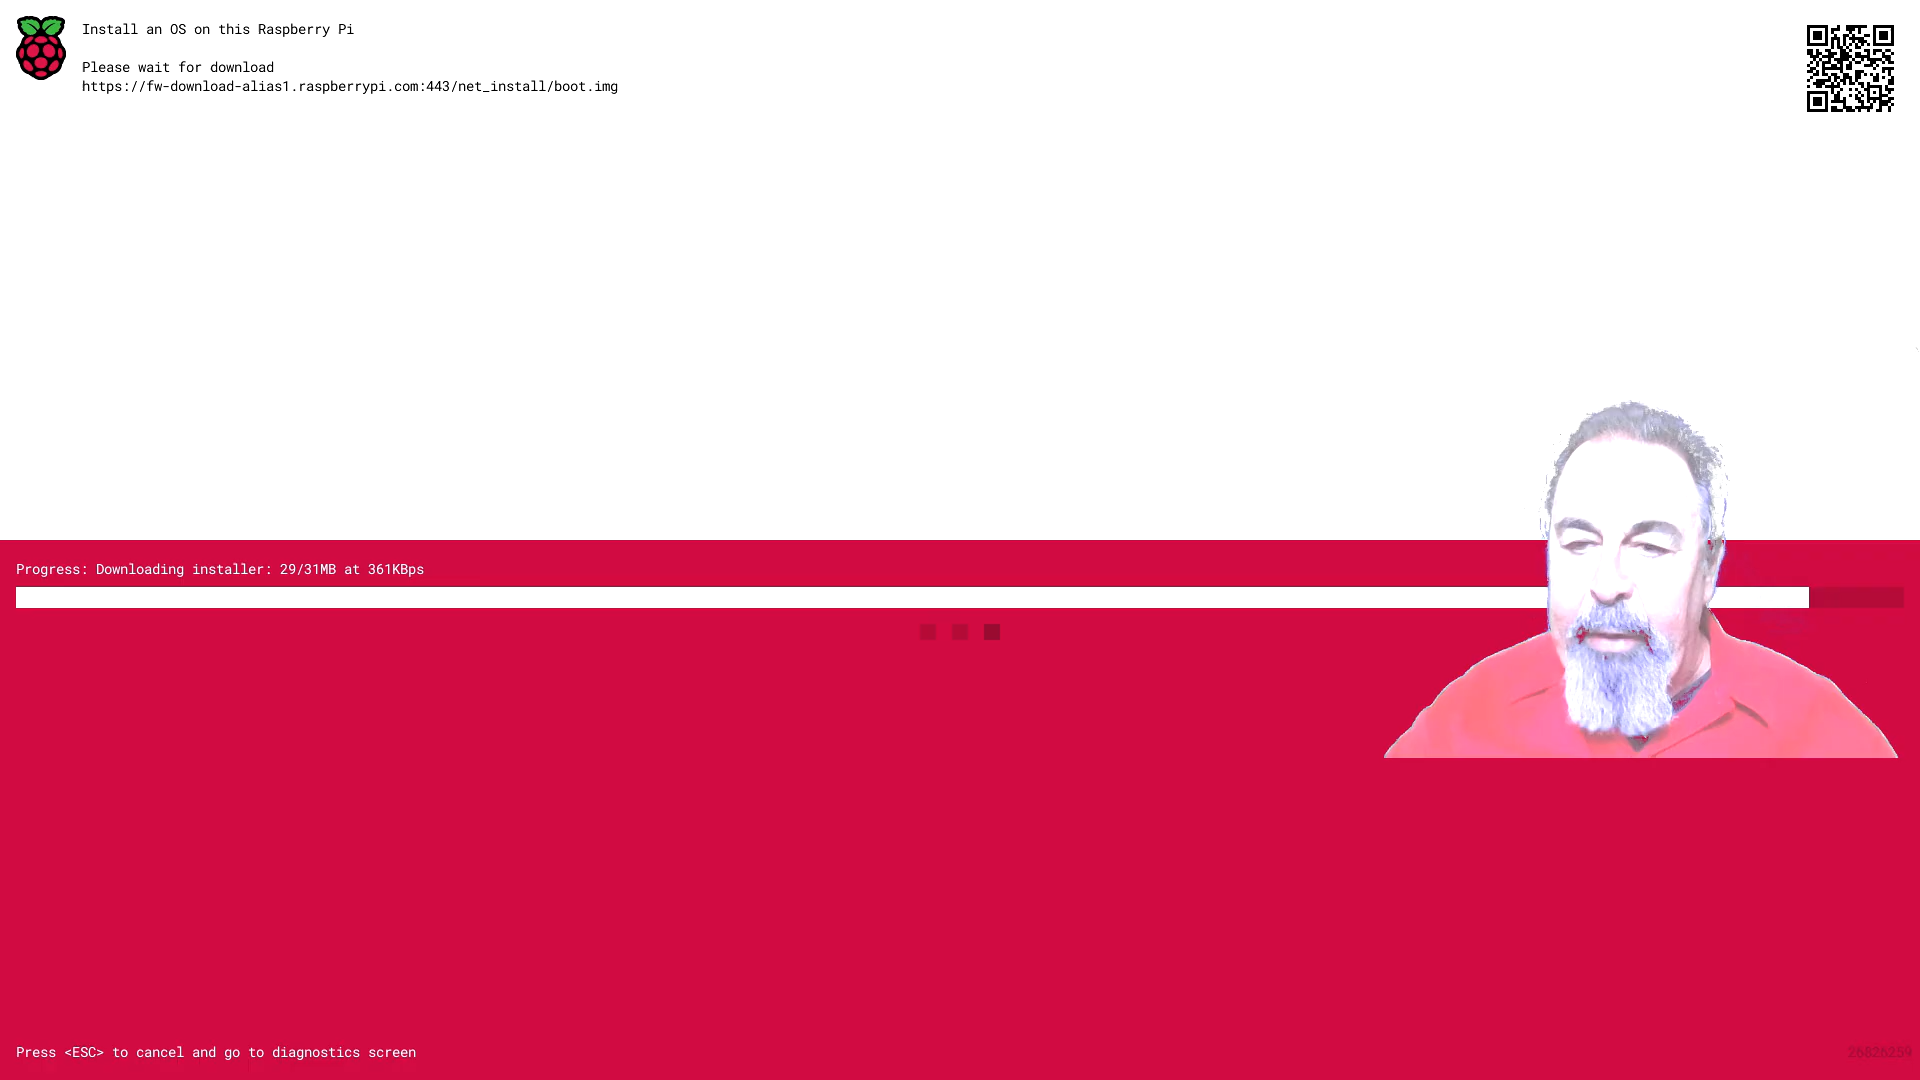 Install an OS on this Raspberry Pi
Please wait for download
https://fw-download-alias1.raspberrypi.com:443/net_install/boot.img
Progress: Downloading installer: 29/31MB at 361KBps
Press <ESC> to cancel and go to diagnostics screen
26826259